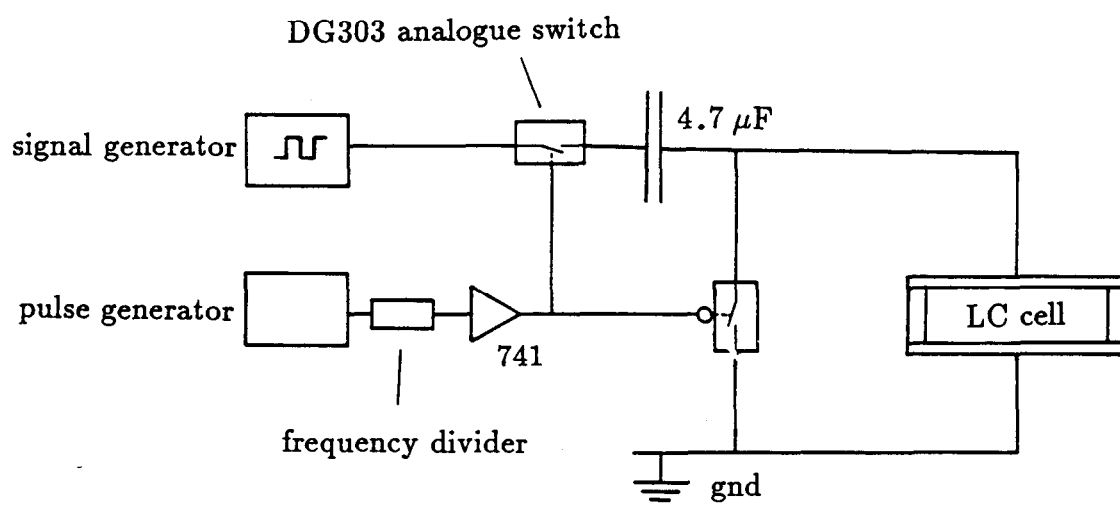 DG303 analogue switch
4.7 µF
signal generator
pulse generator
LC cell
741
frequency divider
gnd